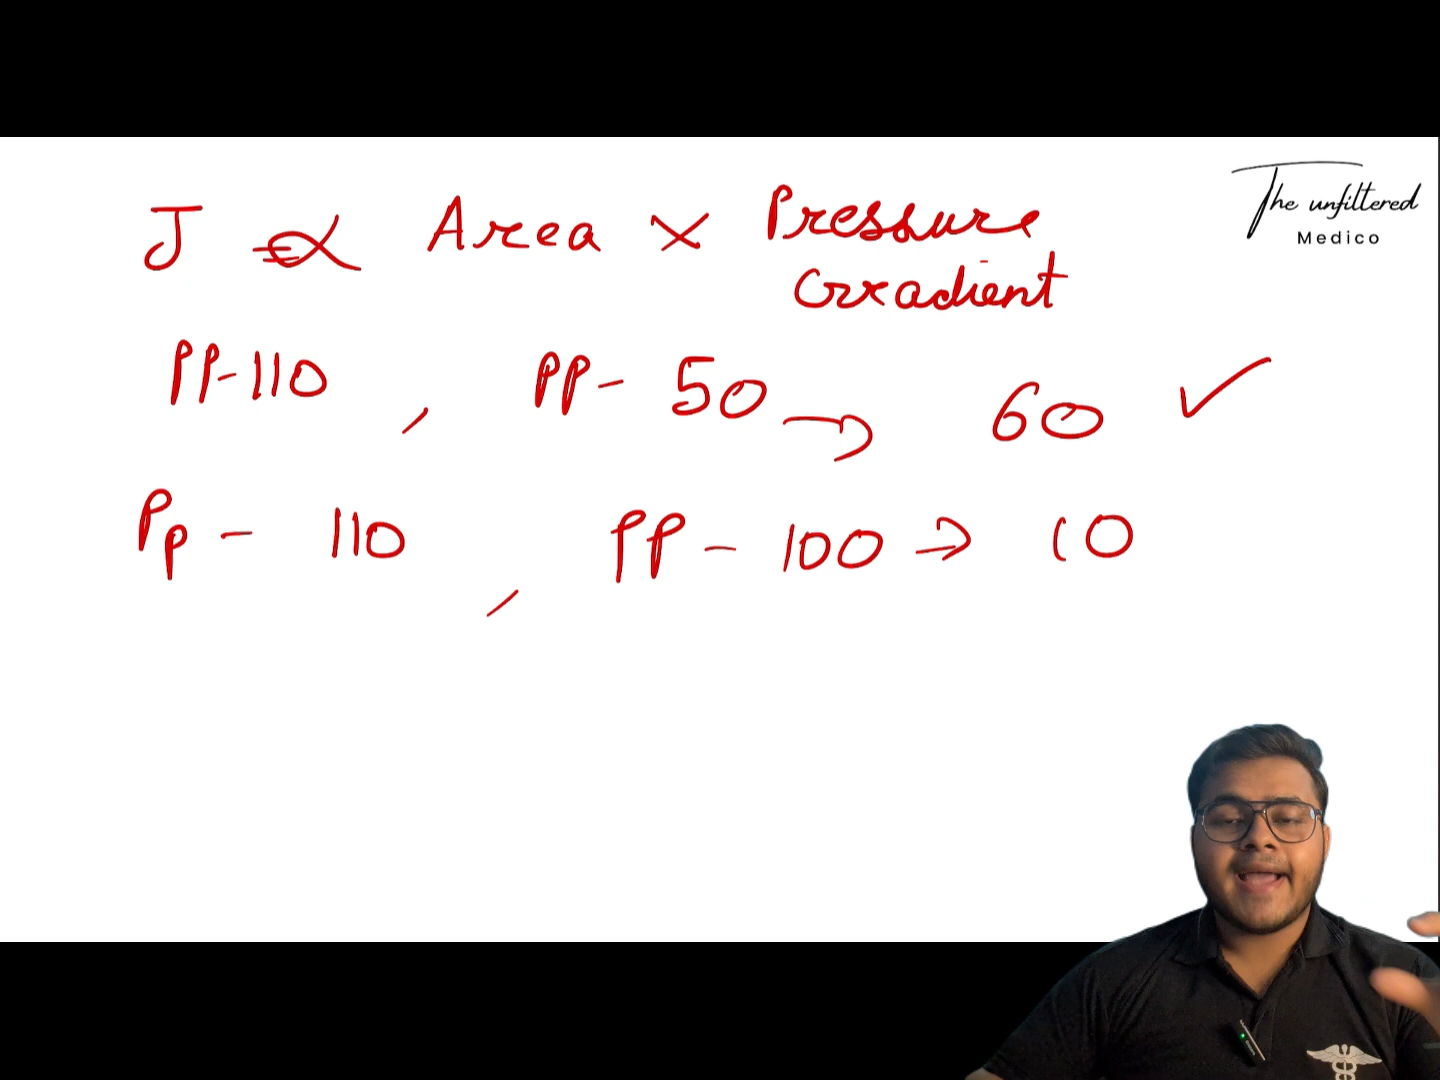 J ∝ Area × Pressure
Gradient
The unfiltered
Medico
PP-110 , PP- 50 → 60 ✓
Pp - 110 , PP - 100 → 10